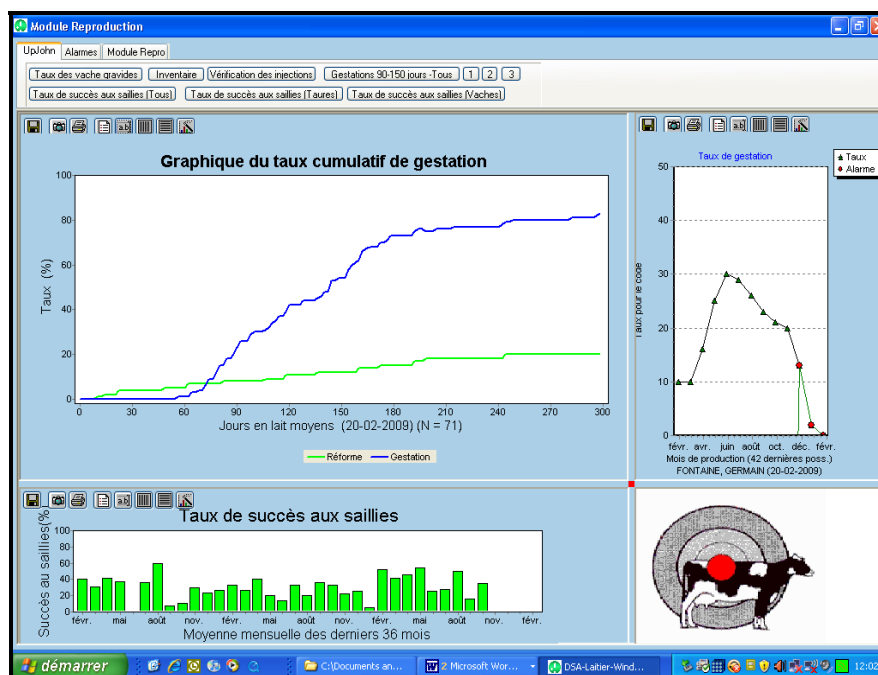 Module Reproduction
UpJohn Alarmes Module Repro
Taux des vache gravides Inventaire Vérification des injections Gestations 90-150 jours -Tous 1 2 3
Taux de succès aux saillies (Tous) Taux de succès aux saillies (Taures) Taux de succès aux saillies (Vaches)
Graphique du taux cumulatif de gestation
100
80
60
40
20
0
Taux (%)
0 30 60 90 120 150 180 210 240 270 300
Jours en lait moyens (20-02-2009) (N = 71)
Réforme Gestation
Taux de gestation
Taux
Alarme
50
40
30
20
10
0
Taux pour le code
févr. avr. juin août oct. déc. févr.
Mois de production (42 dernières poss.)
FONTAINE, GERMAIN (20-02-2009)
Taux de succès aux saillies
Succès au saillies(%
100
80
60
40
20
0
févr. mai août nov. févr. mai août nov. févr. mai août nov. févr.
Moyenne mensuelle des derniers 36 mois
démarrer C:\Documents an... 2 Microsoft Wor... DSA-Laitier-Wind... 12:02